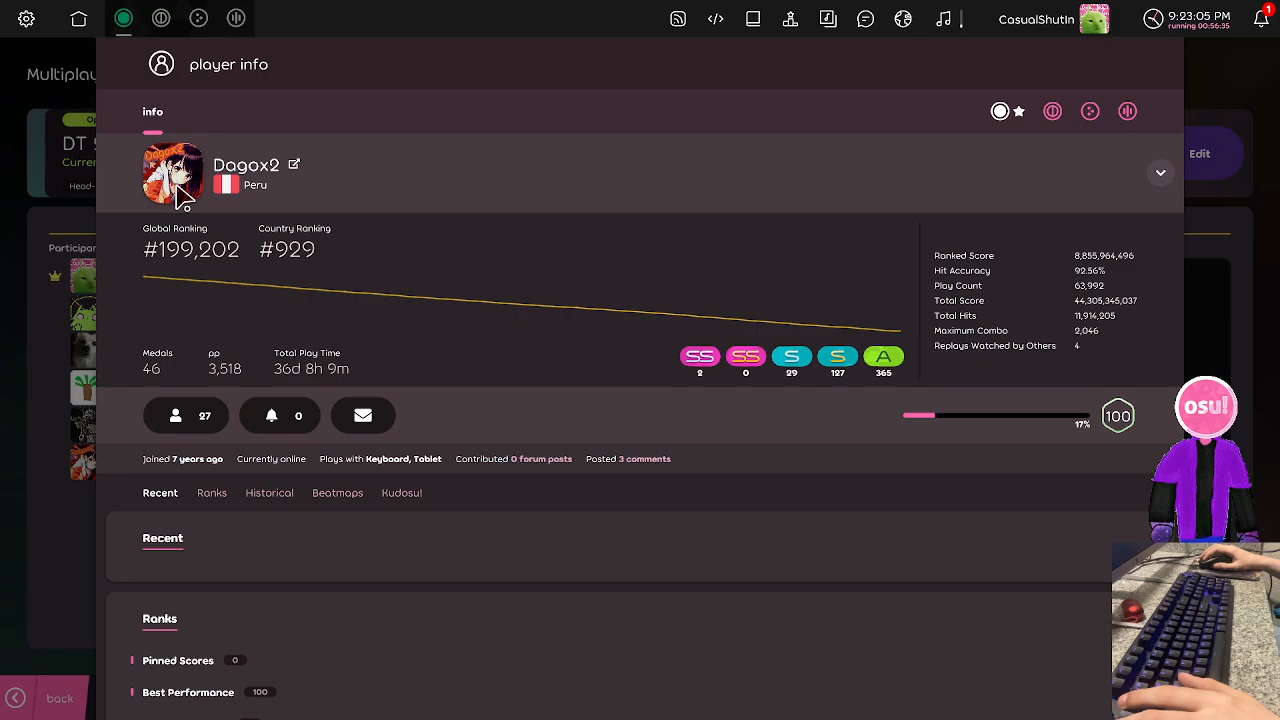 CasualShutIn
9:23:05 PM
running 00:56:35
1
Multiplay
player info
info
DT
Curre
Head-
Edit
Dagox2
Dagox2
Peru
Global Ranking
Country Ranking
#199,202
#929
Participan
Ranked Score 8,855,964,496
Hit Accuracy 92.56%
Play Count 63,992
Total Score 44,305,345,037
Total Hits 11,914,205
Maximum Combo 2,046
Replays Watched by Others 4
Medals
pp
Total Play Time
46
3,518
36d 8h 9m
SS SS S S A
2 0 29 127 365
27
0
17%
100
osu!
Joined 7 years ago
Currently online
Plays with Keyboard, Tablet
Contributed 0 forum posts
Posted 3 comments
Recent
Ranks
Historical
Beatmaps
Kudosu!
Recent
Ranks
Pinned Scores 0
Best Performance 100
back